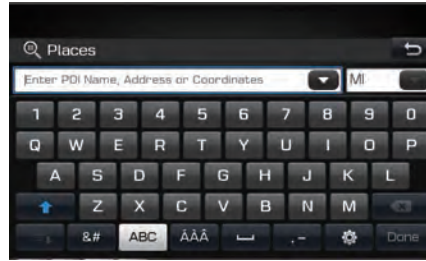 Places
Enter POI Name, Address or Coordinates MI
1 2 3 4 5 6 7 8 9 0
Q W E R T Y U I O P
A S D F G H J K L
Z X C V B N M
&# ABC ÁÀÂ .– Done